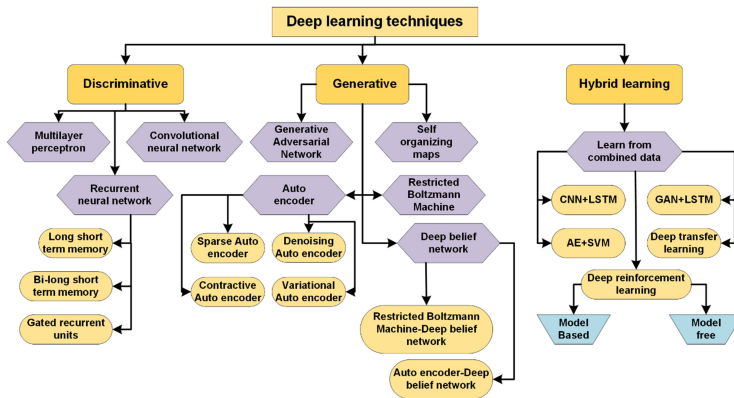 Deep learning techniques
Discriminative
Generative
Hybrid learning
Multilayer
perceptron
Convolutional
neural network
Generative
Adversarial
Network
Self
organizing
maps
Learn from
combined data
Recurrent
neural network
Auto
encoder
Restricted
Boltzmann
Machine
CNN+LSTM
GAN+LSTM
Long short
term memory
Sparse Auto
encoder
Denoising
Auto encoder
Deep belief
network
AE+SVM
Deep transfer
learning
Bi-long short
term memory
Contractive
Auto encoder
Variational
Auto encoder
Deep reinforcement
learning
Gated recurrent
units
Restricted Boltzmann
Machine-Deep belief
network
Model
Based
Model
free
Auto encoder-Deep
belief network